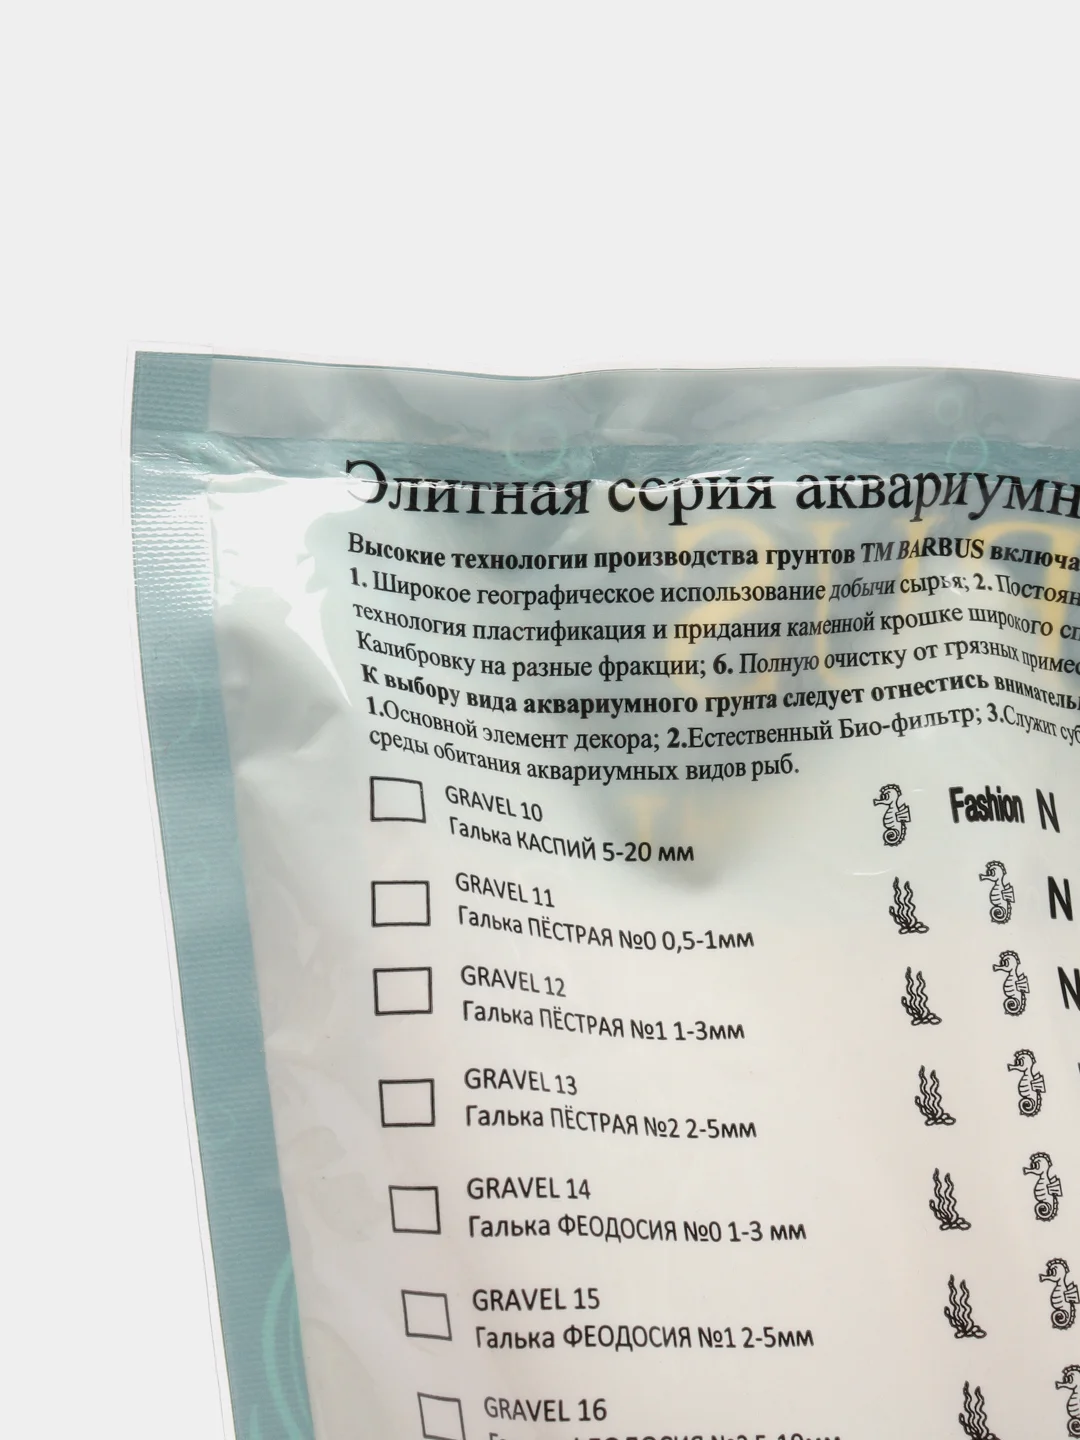 Элитная серия аквариумн
Высокие технологии производства грунтов ТМ BARBUS включа
1. Широкое географическое использование добычи сырья; 2. Постоян
технология пластификация и придания каменной крошке широкого сп
Калибровку на разные фракции; 6. Полную очистку от грязных примес
К выбору вида аквариумного грунта следует отнестись внимательн
1.Основной элемент декора; 2.Естественный Био-фильтр; 3.Служит суб
среды обитания аквариумных видов рыб.
GRAVEL 10
Галька КАСПИЙ 5-20 мм
Fashion N
GRAVEL 11
Галька ПЁСТРАЯ №0 0,5-1мм
N
GRAVEL 12
Галька ПЁСТРАЯ №1 1-3мм
N
GRAVEL 13
Галька ПЁСТРАЯ №2 2-5мм
GRAVEL 14
Галька ФЕОДОСИЯ №0 1-3 мм
GRAVEL 15
Галька ФЕОДОСИЯ №1 2-5мм
GRAVEL 16